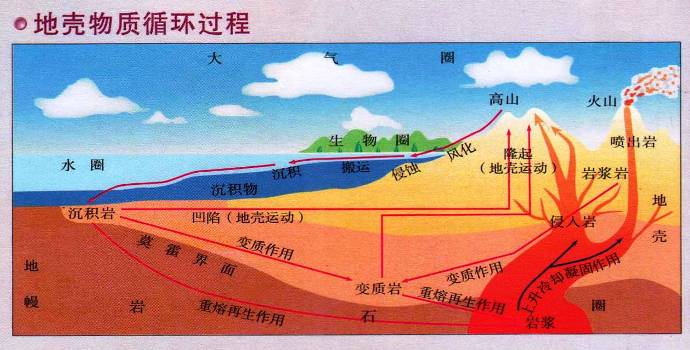 地壳物质循环过程
大 气 圈
高山
火山
生物圈
喷出岩
水圈
沉积
搬运
侵蚀
风化
隆起
(地壳运动)
岩浆岩
沉积物
沉积岩
凹陷(地壳运动)
侵入岩
地壳
莫霍界面
变质作用
变质作用
地幔
变质岩
重熔再生作用
上升冷却凝固作用
重熔再生作用
岩 石 圈
岩浆